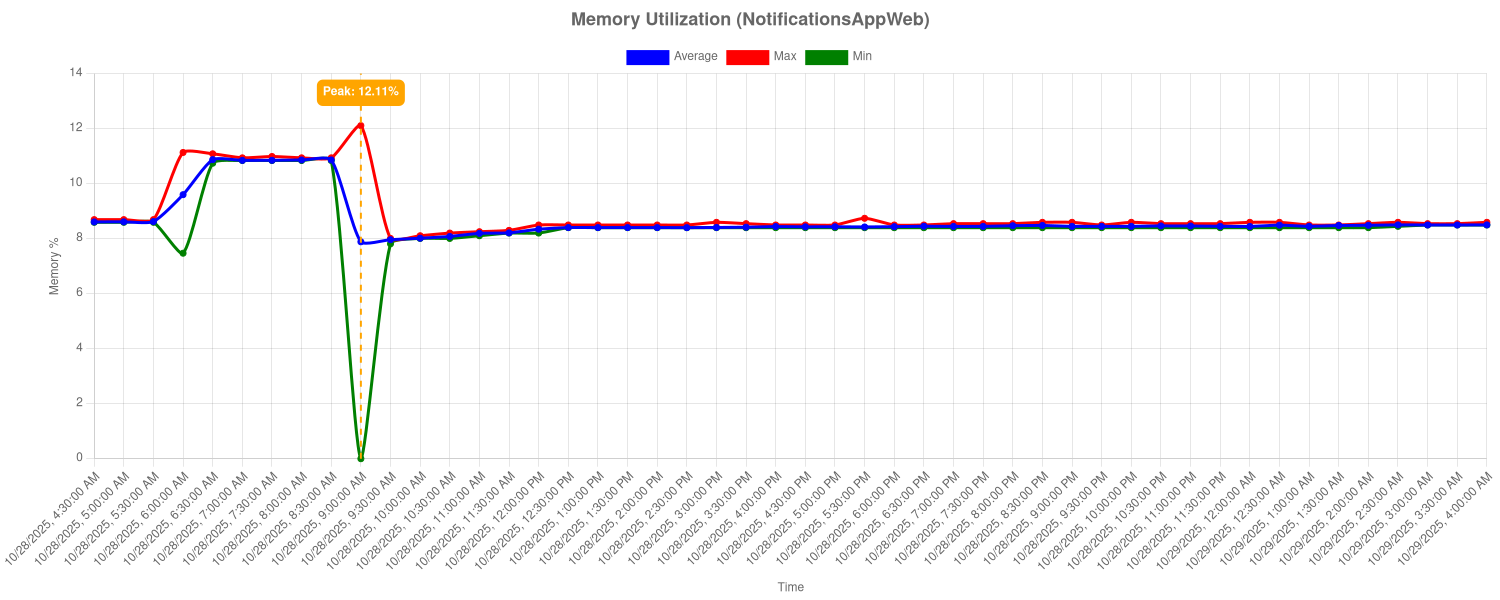 Memory Utilization (NotificationsAppWeb)
Average Max Min
Peak: 12.11%
14
12
10
8
6
4
2
0
Memory %
10/28/2025, 4:30:00 AM
10/28/2025, 5:00:00 AM
10/28/2025, 5:30:00 AM
10/28/2025, 6:00:00 AM
10/28/2025, 6:30:00 AM
10/28/2025, 7:00:00 AM
10/28/2025, 7:30:00 AM
10/28/2025, 8:00:00 AM
10/28/2025, 8:30:00 AM
10/28/2025, 9:00:00 AM
10/28/2025, 9:30:00 AM
10/28/2025, 10:00:00 AM
10/28/2025, 10:30:00 AM
10/28/2025, 11:00:00 AM
10/28/2025, 11:30:00 AM
10/28/2025, 12:00:00 PM
10/28/2025, 12:30:00 PM
10/28/2025, 1:00:00 PM
10/28/2025, 1:30:00 PM
10/28/2025, 2:00:00 PM
10/28/2025, 2:30:00 PM
10/28/2025, 3:00:00 PM
10/28/2025, 3:30:00 PM
10/28/2025, 4:00:00 PM
10/28/2025, 4:30:00 PM
10/28/2025, 5:00:00 PM
10/28/2025, 5:30:00 PM
10/28/2025, 6:00:00 PM
10/28/2025, 6:30:00 PM
10/28/2025, 7:00:00 PM
10/28/2025, 7:30:00 PM
10/28/2025, 8:00:00 PM
10/28/2025, 8:30:00 PM
10/28/2025, 9:00:00 PM
10/28/2025, 9:30:00 PM
10/28/2025, 10:00:00 PM
10/28/2025, 10:30:00 PM
10/28/2025, 11:00:00 PM
10/28/2025, 11:30:00 PM
10/29/2025, 12:00:00 AM
10/29/2025, 12:30:00 AM
10/29/2025, 1:00:00 AM
10/29/2025, 1:30:00 AM
10/29/2025, 2:00:00 AM
10/29/2025, 2:30:00 AM
10/29/2025, 3:00:00 AM
10/29/2025, 3:30:00 AM
10/29/2025, 4:00:00 AM
Time